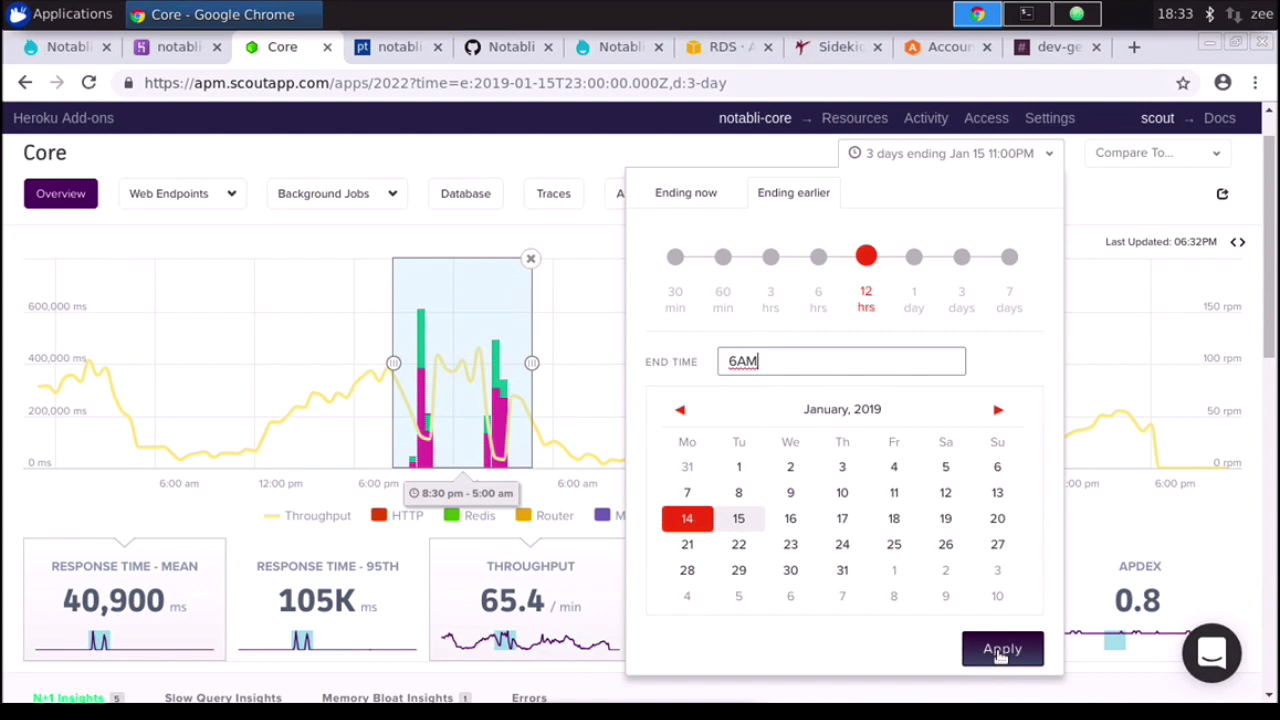 Applications Core - Google Chrome 18:33 zee
Notabli notabli Core notabli Notabli Notabli RDS · A Sidekiq Accoun dev-ge
https://apm.scoutapp.com/apps/2022?time=e:2019-01-15T23:00:00.000Z,d:3-day
Heroku Add-ons notabli-core → Resources Activity Access Settings scout → Docs
Core 3 days ending Jan 15 11:00PM Compare To...
Overview Web Endpoints Background Jobs Database Traces A
Ending now Ending earlier
Last Updated: 06:32PM
30 min 60 min 3 hrs 6 hrs 12 hrs 1 day 3 days 7 days
600,000 ms 150 rpm
400,000 ms 100 rpm
200,000 ms 50 rpm
0 ms 0 rpm
END TIME 6AM
January, 2019
Mo Tu We Th Fr Sa Su
31 1 2 3 4 5 6
7 8 9 10 11 12 13
14 15 16 17 18 19 20
21 22 23 24 25 26 27
28 29 30 31 1 2 3
4 5 6 7 8 9 10
Apply
6:00 am 12:00 pm 6:00 pm 6:00 am :00 pm 6:00 pm
8:30 pm - 5:00 am
Throughput HTTP Redis Router M
RESPONSE TIME - MEAN RESPONSE TIME - 95TH THROUGHPUT APDEX
40,900 ms 105K ms 65.4 / min 0.8
N+1 Insights 5 Slow Query Insights Memory Bloat Insights 1 Errors